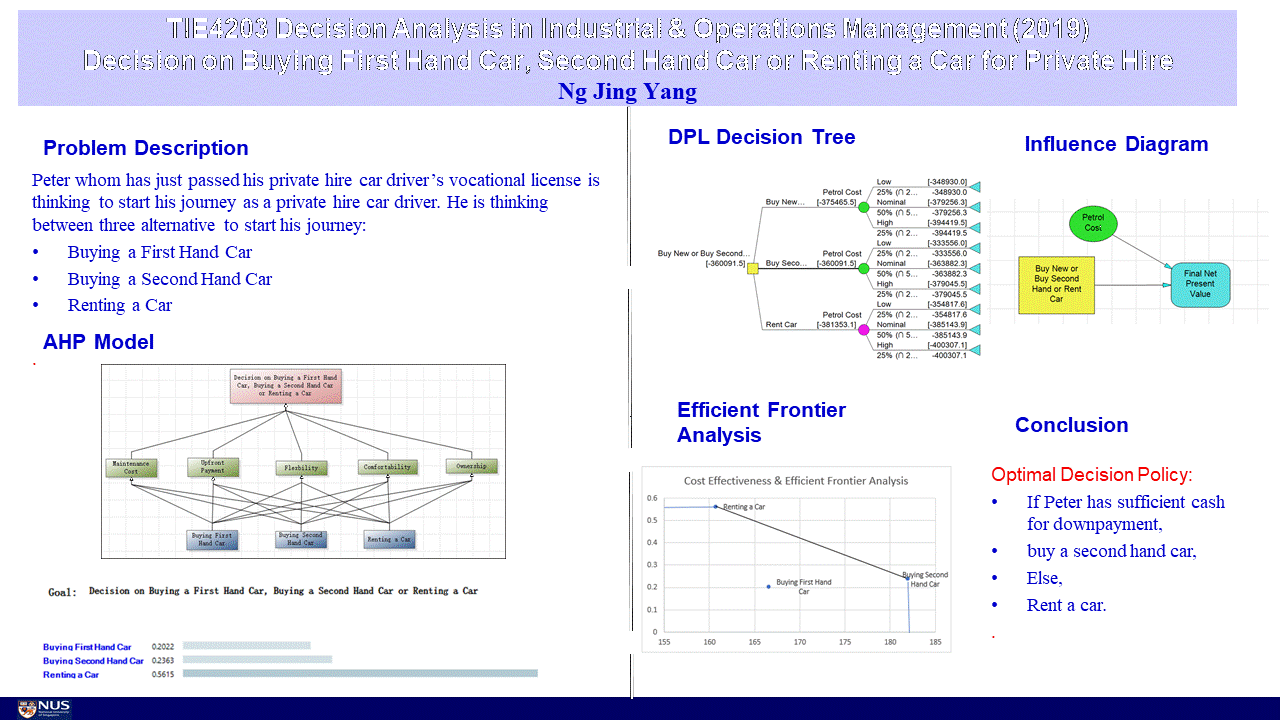 TIE4203 Decision Analysis in Industrial & Operations Management (2019)
Decision on Buying First Hand Car, Second Hand Car or Renting a Car for Private Hire
Ng Jing Yang
Problem Description
Peter whom has just passed his private hire car driver's vocational license is
thinking to start his journey as a private hire car driver. He is thinking
between three alternative to start his journey:
• Buying a First Hand Car
• Buying a Second Hand Car
• Renting a Car
AHP Model
.
Decision on Buying a First Hand
Car, Buying a Second Hand Car
or Renting a Car
Maintenance
Cost
Upfront
Payment
Flexbility
Comfortability
Ownership
Buying First
Hand Car
Buying Second
Hand Car
Renting a Car
Goal: Decision on Buying a First Hand Car, Buying a Second Hand Car or Renting a Car
Buying First Hand Car 0.2022
Buying Second Hand Car 0.2363
Renting a Car 0.5615
DPL Decision Tree
Buy New or Buy Second...
[-360091.5]
Buy New...
Petrol Cost
[-375465.5]
Low [-348930.0]
25% (∩ 2... -348930.0
Nominal [-379256.3]
50% (∩ 5... -379256.3
High [-394419.5]
25% (∩ 2... -394419.5
Buy Seco...
Petrol Cost
[-360091.5]
Low [-333556.0]
25% (∩ 2... -333556.0
Nominal [-363882.3]
50% (∩ 5... -363882.3
High [-379045.5]
25% (∩ 2... -379045.5
Rent Car
Petrol Cost
[-381353.1]
Low [-354817.6]
25% (∩ 2... -354817.6
Nominal [-385143.9]
50% (∩ 5... -385143.9
High [-400307.1]
25% (∩ 2... -400307.1
Influence Diagram
Petrol
Cost
Buy New or
Buy Second
Hand or Rent
Car
Final Net
Present
Value
Efficient Frontier
Analysis
Cost Effectiveness & Efficient Frontier Analysis
0.6
0.5
0.4
0.3
0.2
0.1
0
Renting a Car
Buying First Hand
Car
Buying Second
Hand Car
155 160 165 170 175 180 185
Conclusion
Optimal Decision Policy:
• If Peter has sufficient cash
for downpayment,
• buy a second hand car,
• Else,
• Rent a car.
.
NUS
National University
of Singapore